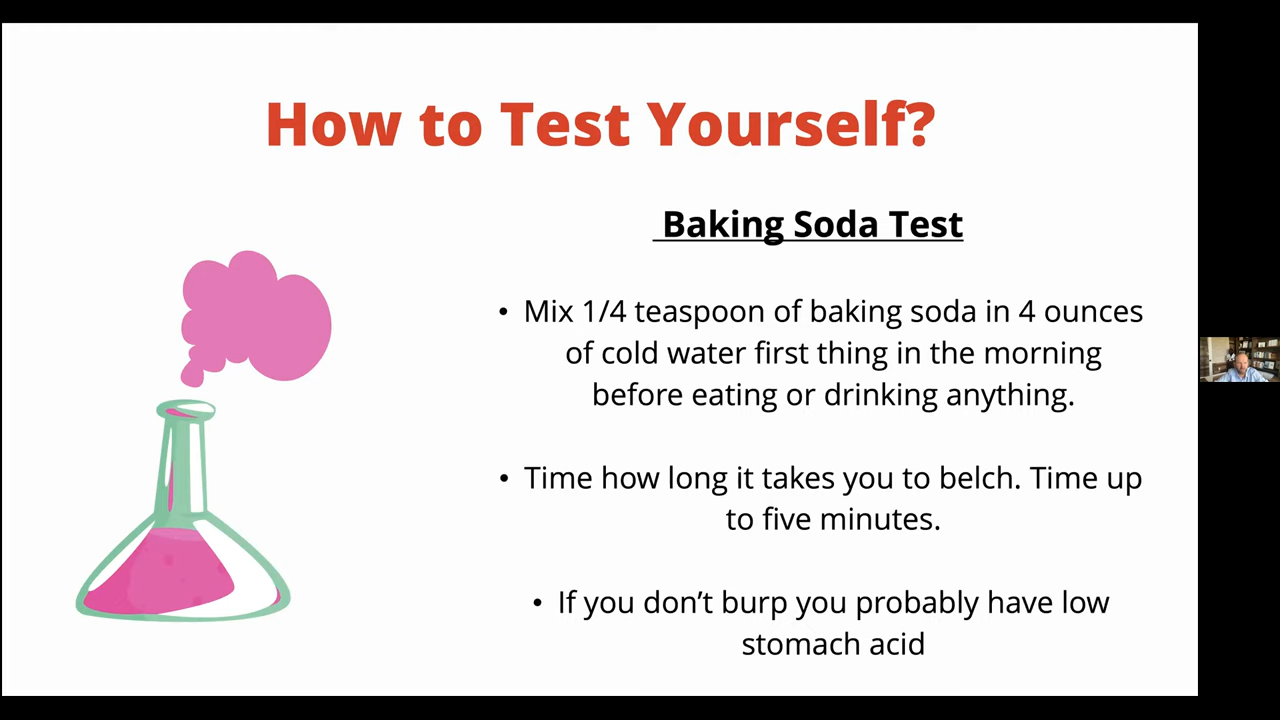 How to Test Yourself?
Baking Soda Test
• Mix 1/4 teaspoon of baking soda in 4 ounces
of cold water first thing in the morning
before eating or drinking anything.
• Time how long it takes you to belch. Time up
to five minutes.
• If you don’t burp you probably have low
stomach acid